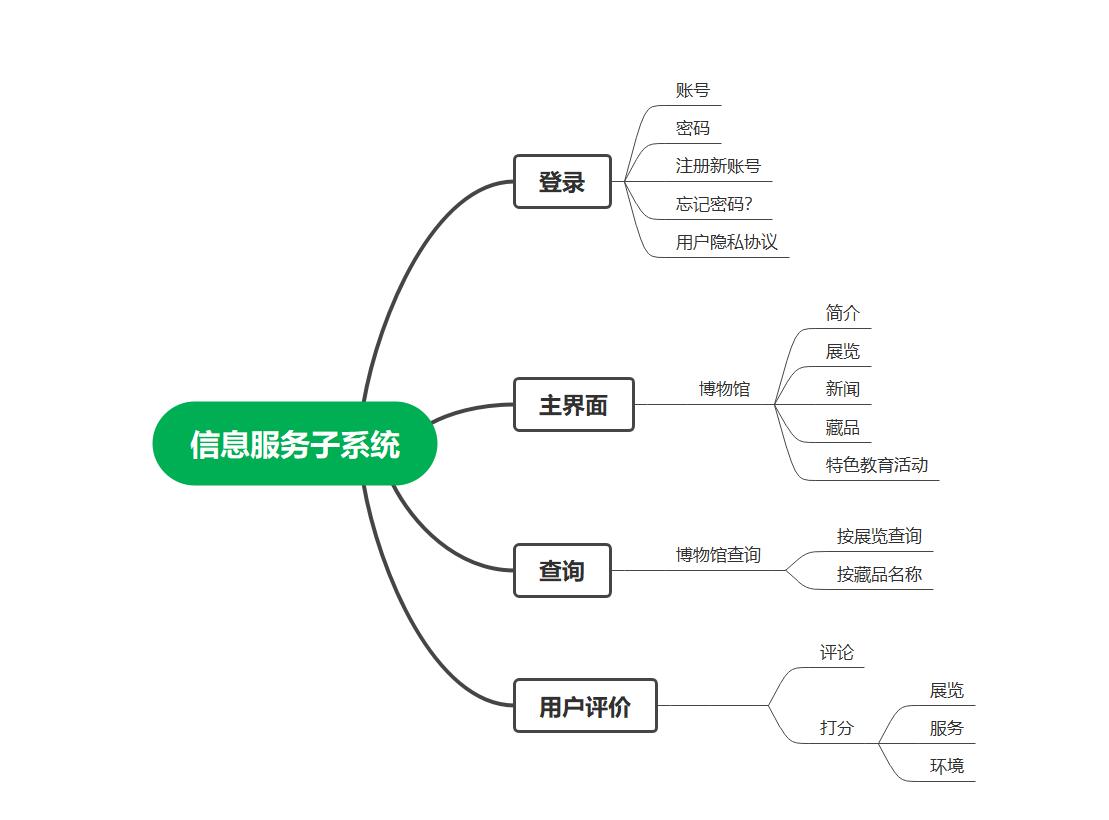 信息服务子系统
登录
账号
密码
注册新账号
忘记密码?
用户隐私协议
主界面
博物馆
简介
展览
新闻
藏品
特色教育活动
查询
博物馆查询
按展览查询
按藏品名称
用户评价
评论
打分
展览
服务
环境